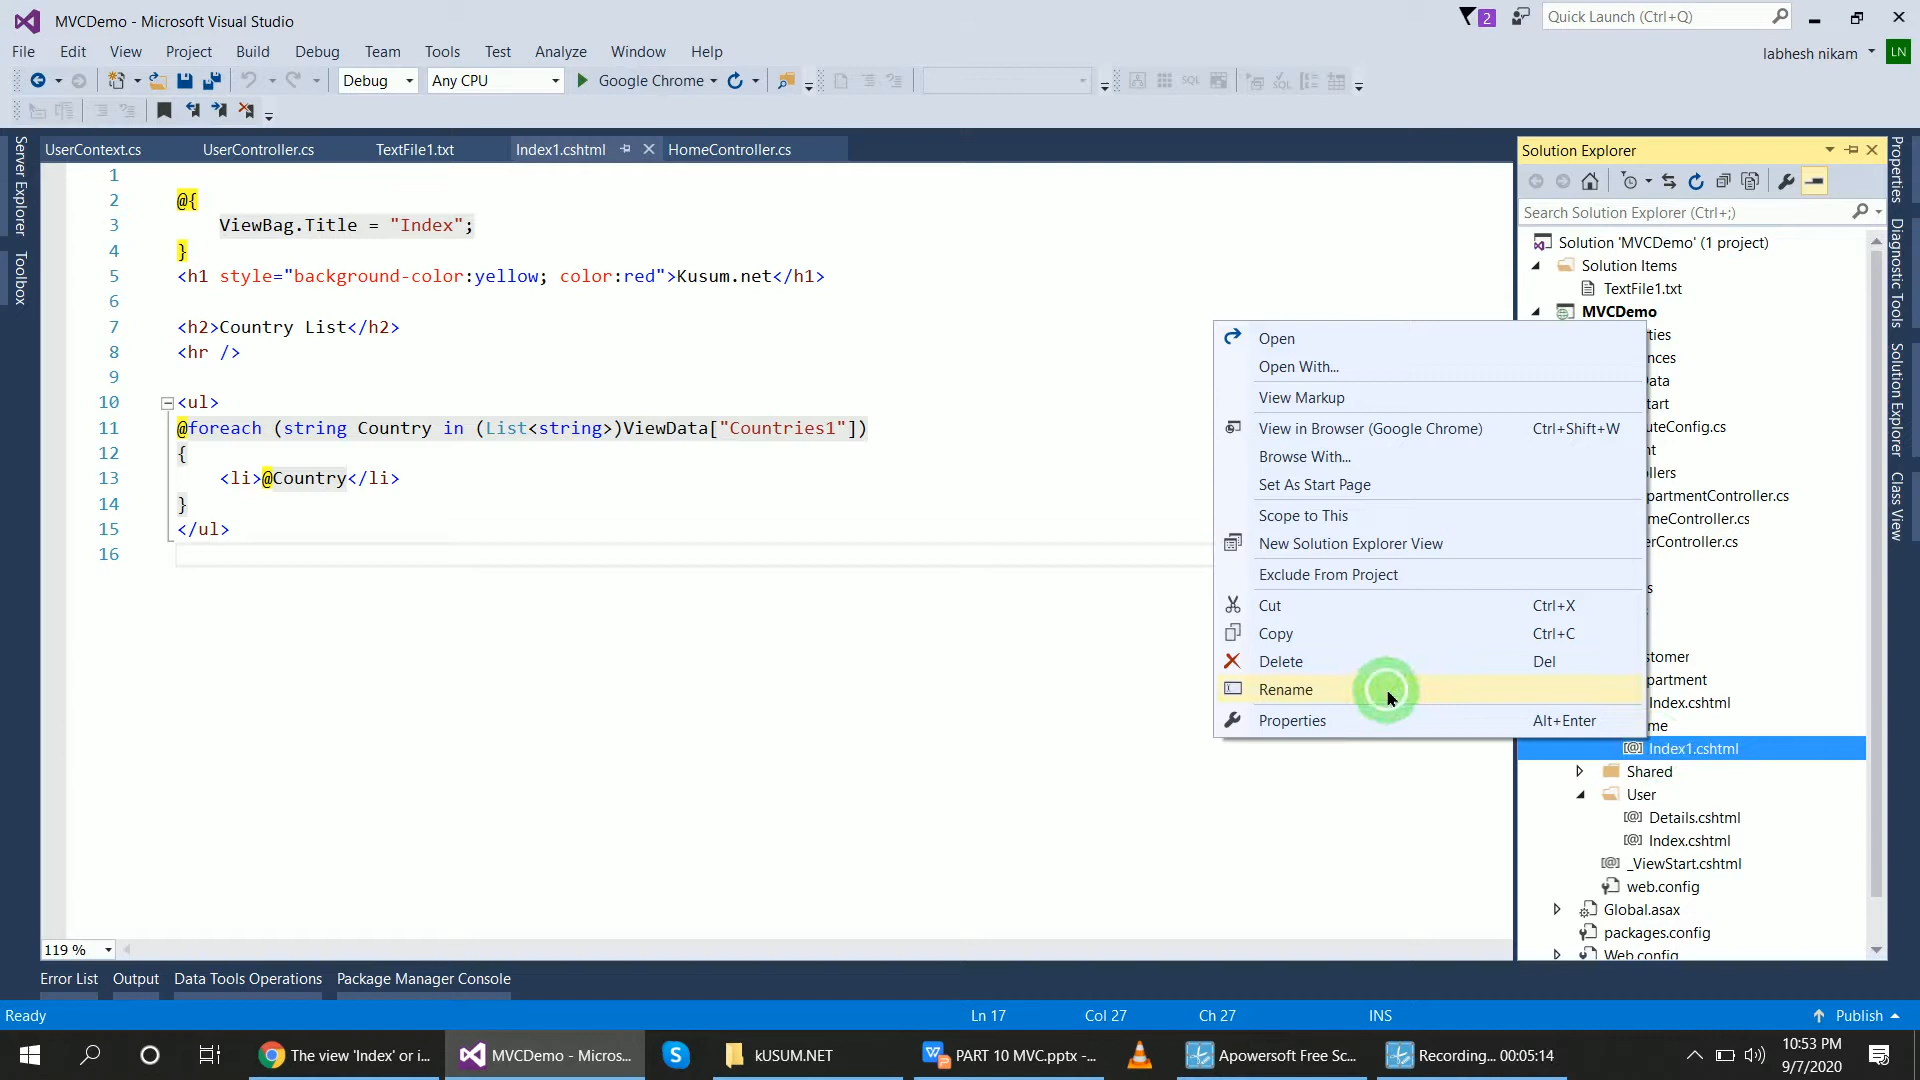 MVCDemo - Microsoft Visual Studio
2
Quick Launch (Ctrl+Q)
File Edit View Project Build Debug Team Tools Test Analyze Window Help
labhesh nikam LN
Debug Any CPU Google Chrome
SQL
Server Explorer
Toolbox
UserContext.cs UserController.cs TextFile1.txt Index1.cshtml HomeController.cs
1
2 @{
3 ViewBag.Title = "Index";
4 }
5 <h1 style="background-color:yellow; color:red">Kusum.net</h1>
6
7 <h2>Country List</h2>
8 <hr />
9
10 <ul>
11 @foreach (string Country in (List<string>)ViewData["Countries1"])
12 {
13 <li>@Country</li>
14 }
15 </ul>
16
119 %
Open
Open With...
View Markup
View in Browser (Google Chrome) Ctrl+Shift+W
Browse With...
Set As Start Page
Scope to This
New Solution Explorer View
Exclude From Project
Cut Ctrl+X
Copy Ctrl+C
Delete Del
Rename
Properties Alt+Enter
Solution Explorer
Search Solution Explorer (Ctrl+;)
Solution 'MVCDemo' (1 project)
Solution Items
TextFile1.txt
MVCDemo
ties
nces
ata
tart
uteConfig.cs
nt
llers
partmentController.cs
meController.cs
erController.cs
s
stomer
partment
Index.cshtml
me
Index1.cshtml
Shared
User
Details.cshtml
Index.cshtml
_ViewStart.cshtml
web.config
Global.asax
packages.config
Web.config
Properties
Diagnostic Tools
Solution Explorer
Class View
Error List Output Data Tools Operations Package Manager Console
Ready Ln 17 Col 27 Ch 27 INS Publish
The view 'Index' or i... MVCDemo - Micros... kUSUM.NET PART 10 MVC.pptx -... Apowersoft Free Sc... Recording... 00:05:14
10:53 PM
9/7/2020